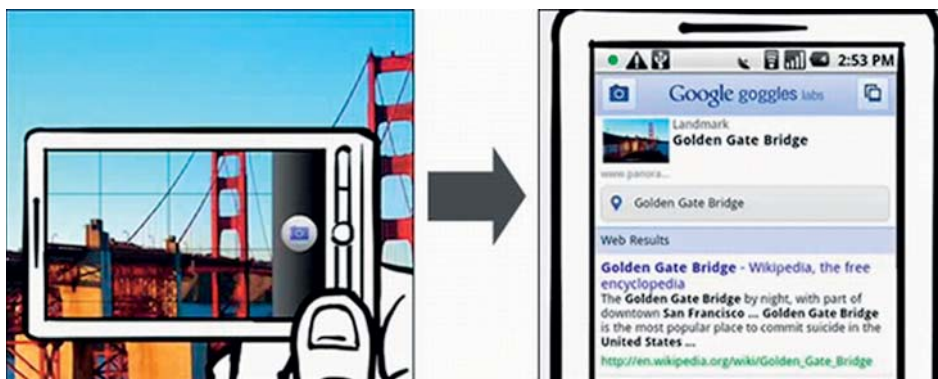 2:53 PM
Google goggles labs
Landmark
Golden Gate Bridge
www.panora...
Golden Gate Bridge
Web Results
Golden Gate Bridge - Wikipedia, the free
encyclopedia
The Golden Gate Bridge by night, with part of
downtown San Francisco ... Golden Gate Bridge
is the most popular place to commit suicide in the
United States ...
http://en.wikipedia.org/wiki/Golden_Gate_Bridge